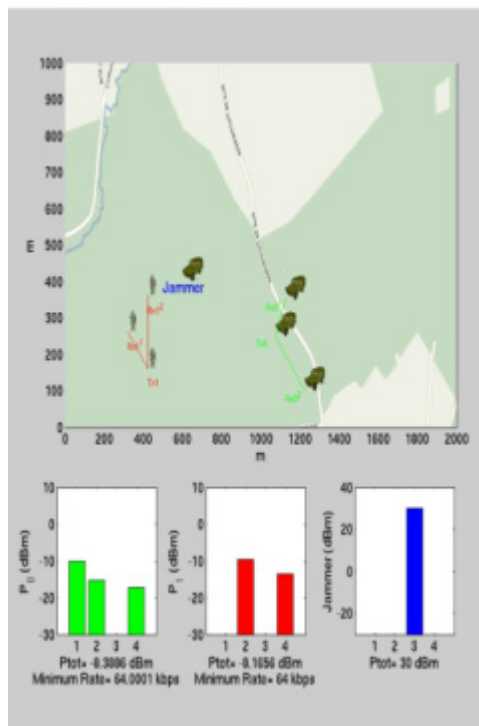 1000
900
800
700
600
500
400
300
200
100
0
m
Jammer
Rx²
Rx¹
Txt
0 200 400 600 800 1000 1200 1400 1600 1800 2000
m
10
0
-10
-20
-30
P₀ (dBm)
1 2 3 4
Ptot= -8.3886 dBm
Minimum Rate= 64.0001 kbps
10
0
-10
-20
-30
P₁ (dBm)
1 2 3 4
Ptot= -8.1656 dBm
Minimum Rate= 64 kbps
40
20
0
-20
Jammer (dBm)
1 2 3 4
Ptot= 30 dBm